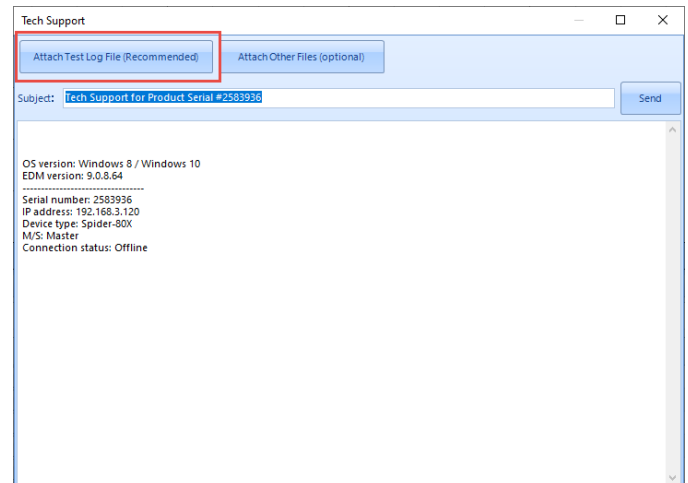 Tech Support
Attach Test Log File (Recommended) Attach Other Files (optional)
Subject: Tech Support for Product Serial #2583936 Send
OS version: Windows 8 / Windows 10
EDM version: 9.0.8.64
--------------------------------
Serial number: 2583936
IP address: 192.168.3.120
Device type: Spider-80X
M/S: Master
Connection status: Offline